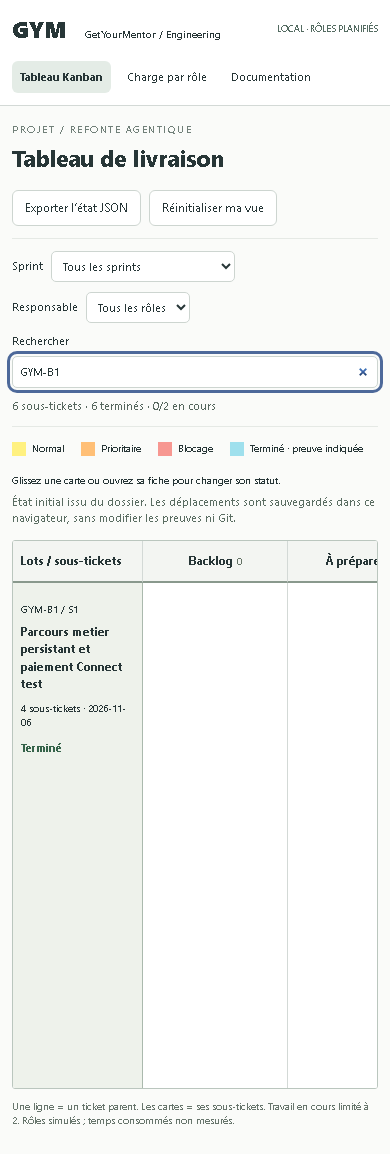 GYM
GetYourMentor / Engineering
LOCAL · RÔLES PLANIFIÉS
Tableau Kanban
Charge par rôle
Documentation
PROJET / REFONTE AGENTIQUE
Tableau de livraison
Exporter l'état JSON
Réinitialiser ma vue
Sprint
Tous les sprints
Responsable
Tous les rôles
Rechercher
GYM-B1
6 sous-tickets · 6 terminés · 0/2 en cours
Normal
Prioritaire
Blocage
Terminé · preuve indiquée
Glissez une carte ou ouvrez sa fiche pour changer son statut.
État initial issu du dossier. Les déplacements sont sauvegardés dans ce
navigateur, sans modifier les preuves ni Git.
Lots / sous-tickets
Backlog 0
À prépare
GYM-B1 / S1
Parcours metier
persistant et
paiement Connect
test
4 sous-tickets · 2026-11-
06
Terminé
Une ligne = un ticket parent. Les cartes = ses sous-tickets. Travail en cours limité à
2. Rôles simulés ; temps consommés non mesurés.